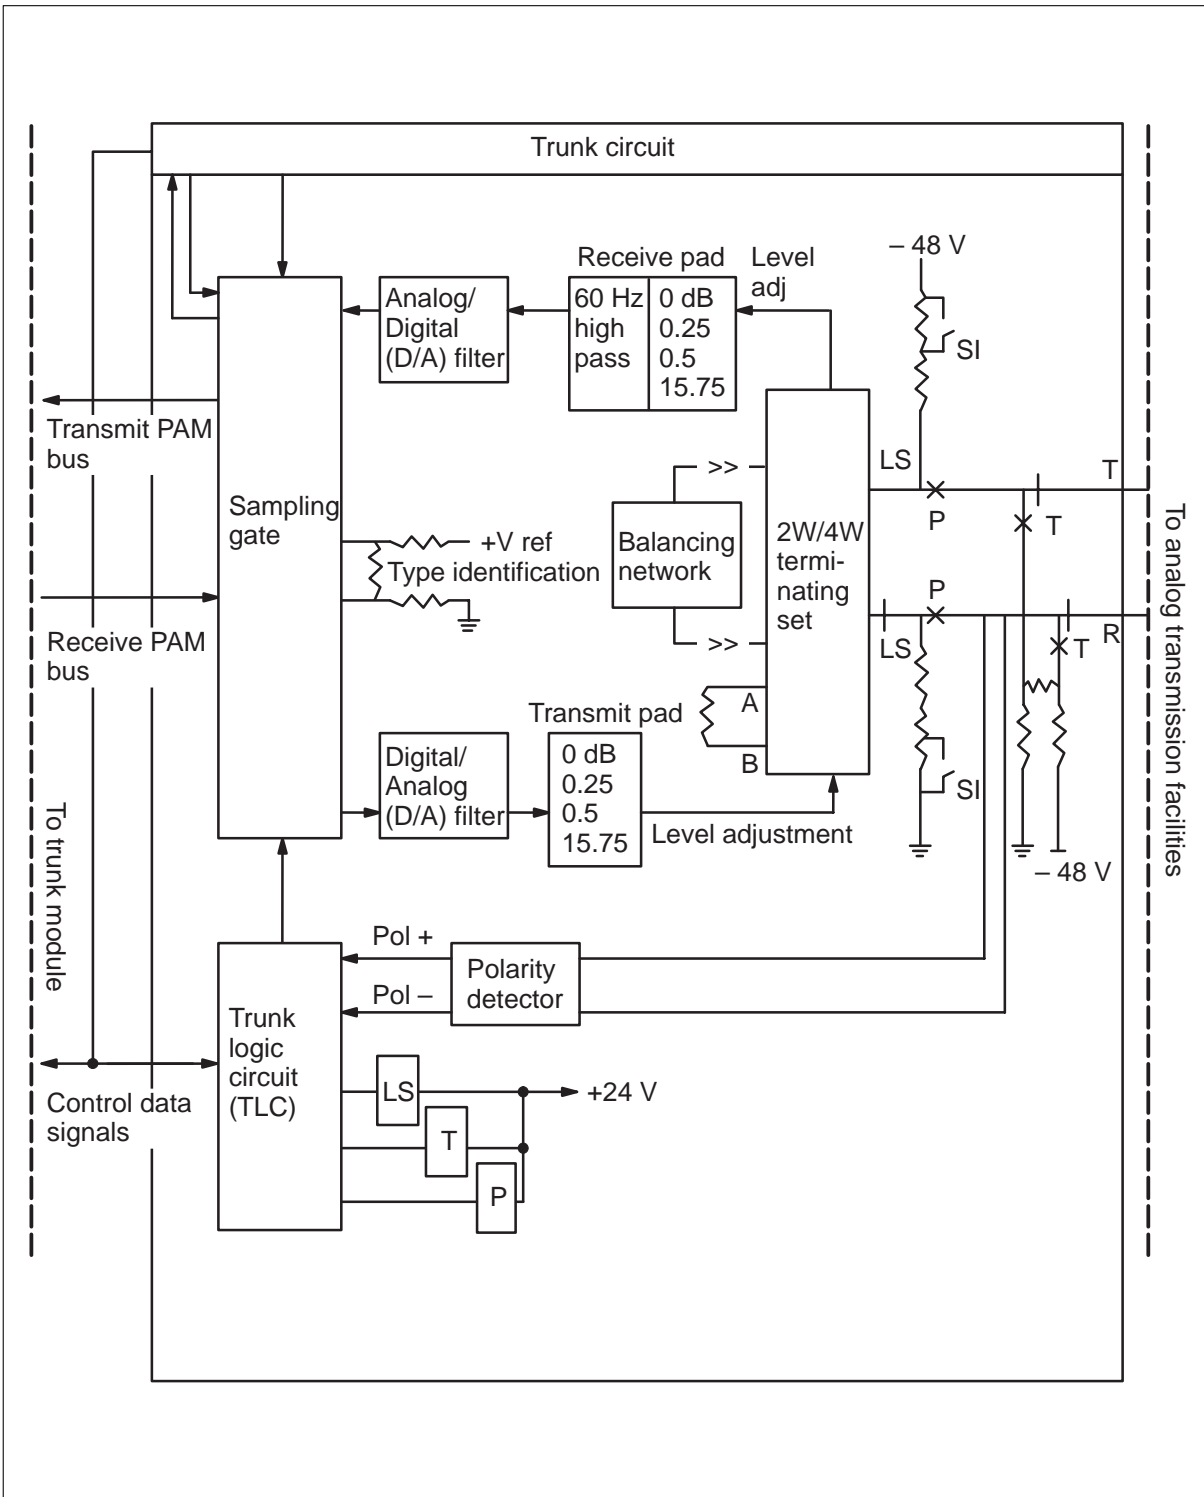 Trunk circuit
– 48 V
Receive pad
Level
adj
Analog/
Digital
(D/A) filter
60 Hz
high
pass
0 dB
0.25
0.5
15.75
SI
Transmit PAM
bus
LS
T
>>
P
T
Sampling
gate
+V ref
Type identification
Balancing
network
2W/4W
termi-
nating
set
P
Receive PAM
bus
>>
LS
T
R
To analog transmission facilities
Transmit pad
A
B
Digital/
Analog
(D/A) filter
0 dB
0.25
0.5
15.75
Level adjustment
SI
– 48 V
To trunk module
Pol +
Pol –
Polarity
detector
Trunk
logic
circuit
(TLC)
Control data
signals
LS
+24 V
T
P